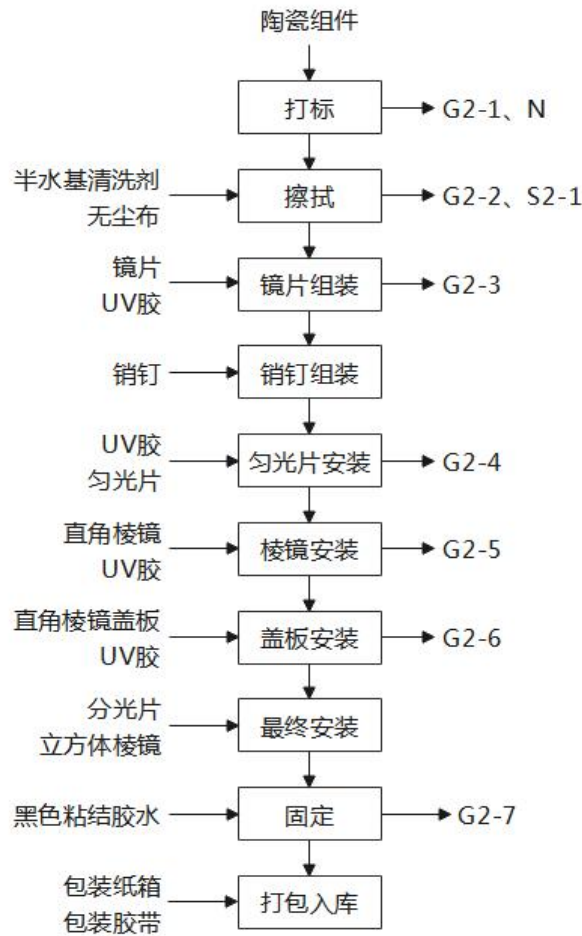 陶瓷组件
打标
G2-1、N
半水基清洗剂
无尘布
擦拭
G2-2、S2-1
镜片
UV胶
镜片组装
G2-3
销钉
销钉组装
UV胶
匀光片
匀光片安装
G2-4
直角棱镜
UV胶
棱镜安装
G2-5
直角棱镜盖板
UV胶
盖板安装
G2-6
分光片
立方体棱镜
最终安装
黑色粘结胶水
固定
G2-7
包装纸箱
包装胶带
打包入库